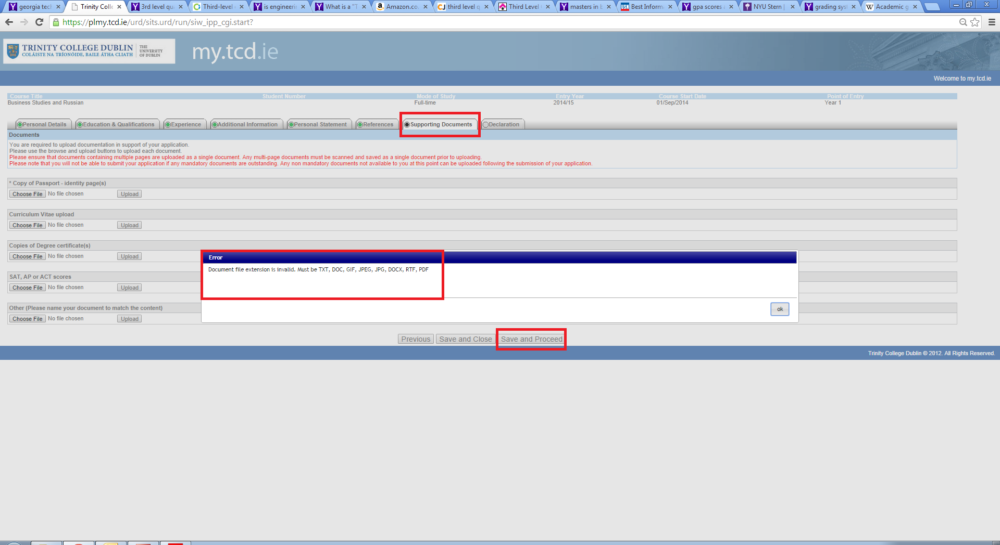 georgia tech
Trinity Colle
3rd level qu
Third-level
is engineeri
What is a "T
Amazon.co.
third level q
Third Level
masters in b
Best Inform
gpa scores
NYU Stern |
grading sys
Academic g
https://plmy.tcd.ie/urd/sits.urd/run/siw_ipp_cgi.start?
TRINITY COLLEGE DUBLIN
COLÁISTE NA TRÍONÓIDE, BAILE ÁTHA CLIATH
THE
UNIVERSITY
OF DUBLIN
my.tcd.ie
Welcome to my.tcd.ie
Course Title Student Number Mode of Study Entry Year Course Start Date Point of Entry
Business Studies and Russian Full-time 2014/15 01/Sep/2014 Year 1
Personal Details Education & Qualifications Experience Additional Information Personal Statement References Supporting Documents Declaration
Documents
You are required to upload documentation in support of your application.
Please use the browse and upload buttons to upload each document.
Please ensure that documents containing multiple pages are uploaded as a single document. Any multi-page documents must be scanned and saved as a single document prior to uploading.
Please note that you will not be able to submit your application if any mandatory documents are outstanding. Any non mandatory documents not available to you at this point can be uploaded following the submission of your application.
* Copy of Passport - identity page(s)
Choose File No file chosen Upload
Curriculum Vitae upload
Choose File No file chosen Upload
Copies of Degree certificate(s)
Choose File No file chosen Upload
Error
Document file extension is invalid. Must be TXT, DOC, GIF, JPEG, JPG, DOCX, RTF, PDF
SAT, AP or ACT scores
Choose File No file chosen Upload
Other (Please name your document to match the content)
ok
Choose File No file chosen Upload
Previous Save and Close Save and Proceed
Trinity College Dublin © 2012. All Rights Reserved.